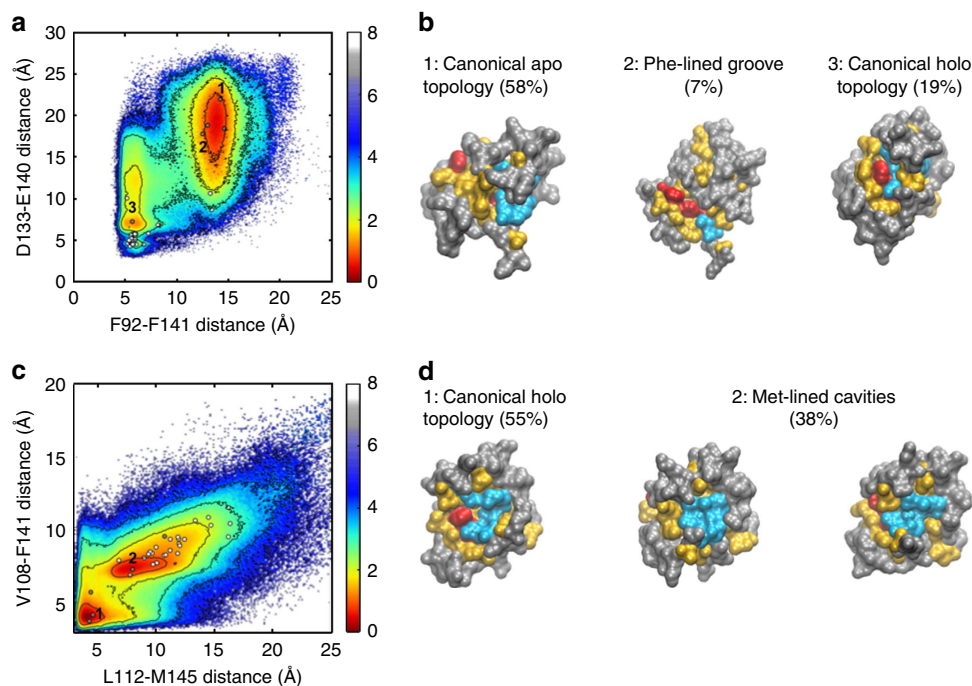 a
30
25
20
15
10
5
0
0
5
10
15
20
25
D133-E140 distance (Å)
F92-F141 distance (Å)
1
2
3
8
6
4
2
0
b
1: Canonical apo
topology (58%)
2: Phe-lined groove
(7%)
3: Canonical holo
topology (19%)
c
20
15
10
5
5
10
15
20
25
V108-F141 distance (Å)
L112-M145 distance (Å)
2
1
8
6
4
2
0
d
1: Canonical holo
topology (55%)
2: Met-lined cavities
(38%)